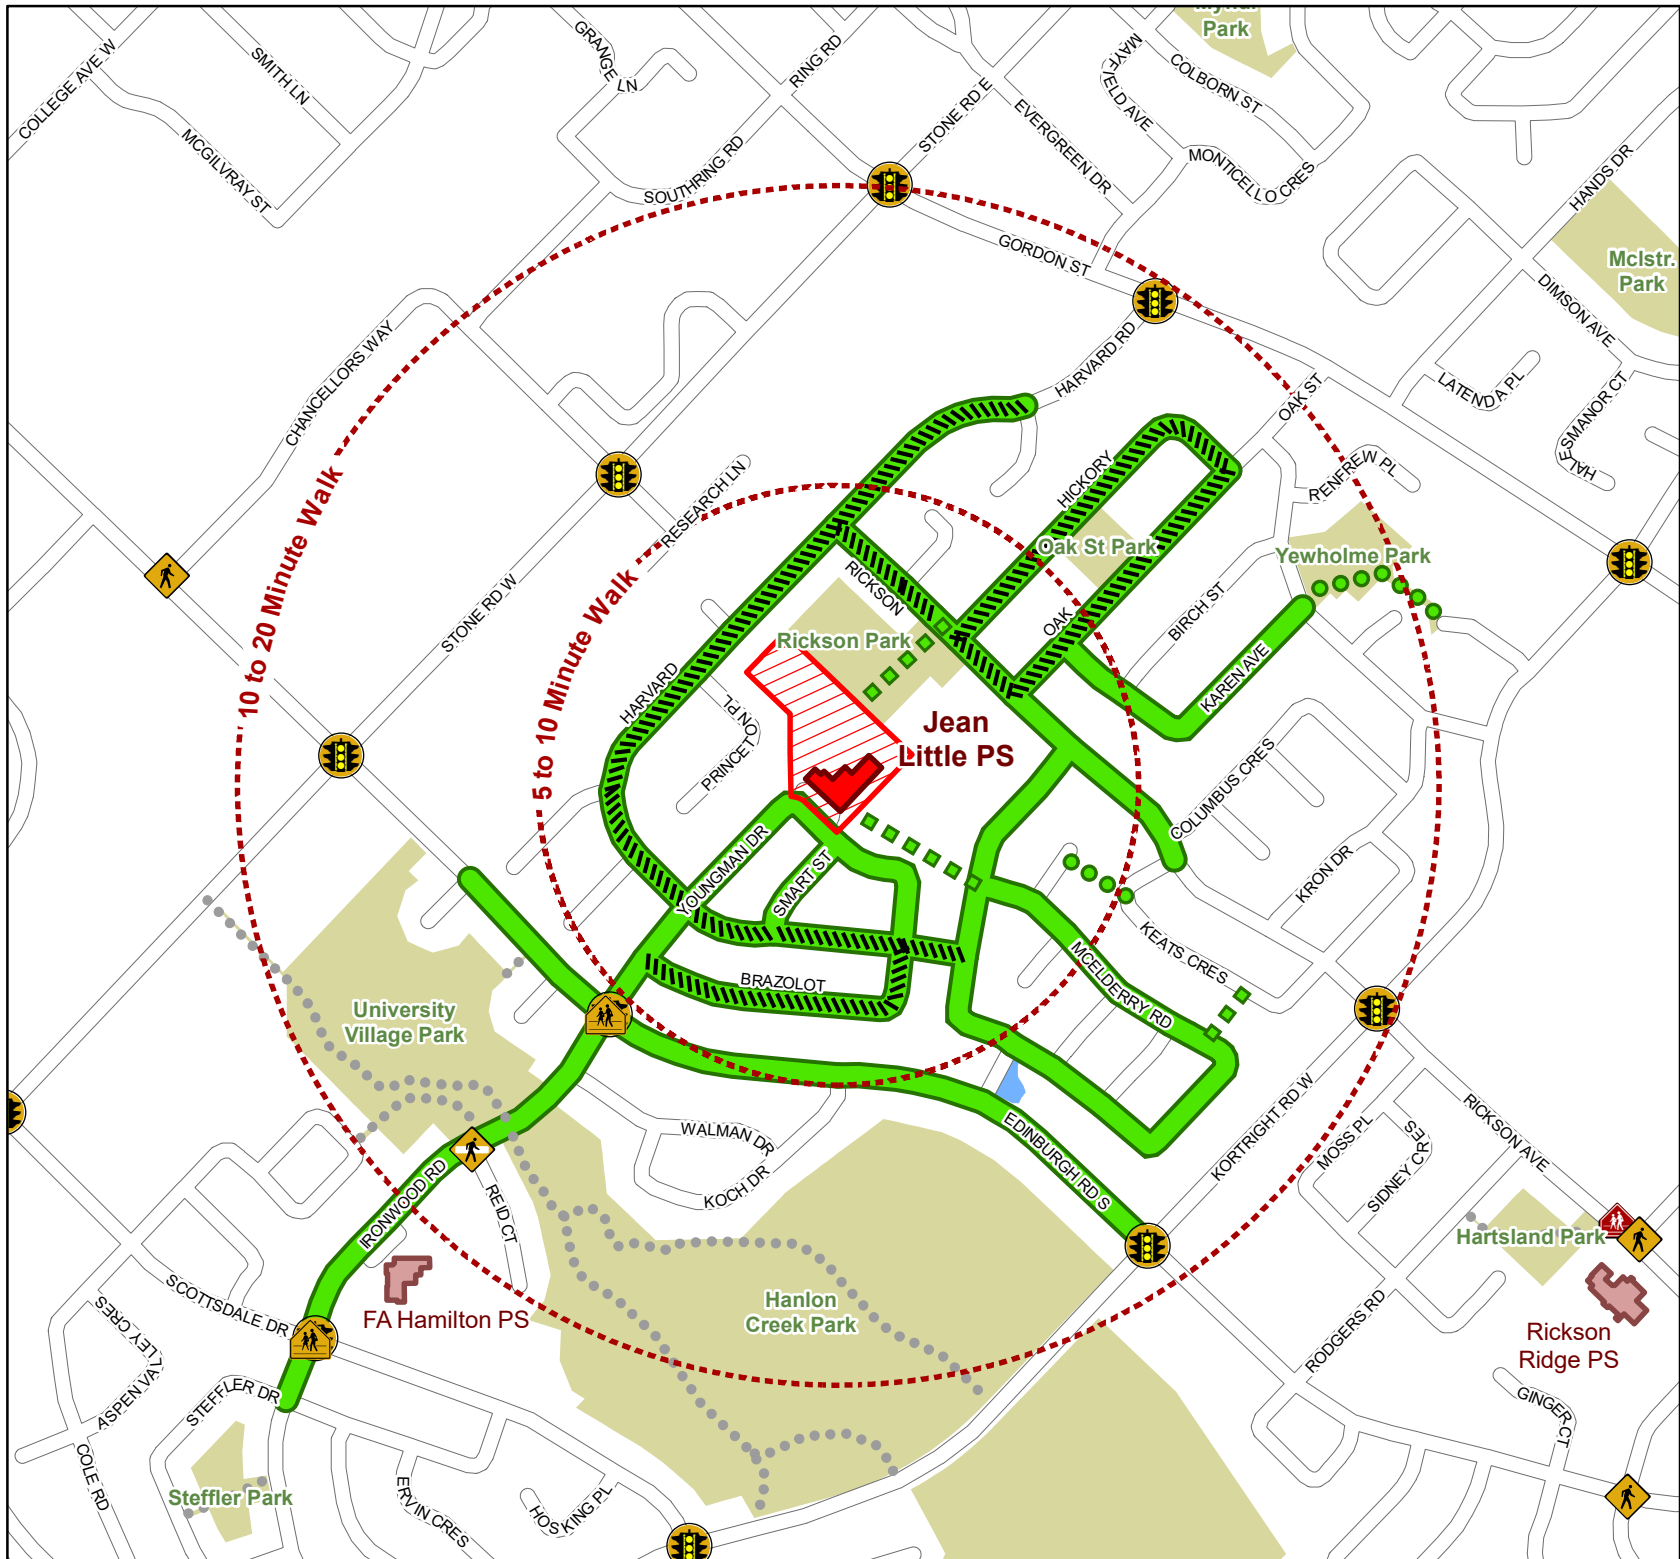 Park
COLLEGE AVE W
SMITH LN
GRANGE LN
RING RD
STONE RD E
MAYFIELD AVE
COLBORN ST
EVERGREEN DR
MCGILVRAY ST
SOUTHRING RD
MONTICELLO CRES
HANDS DR
GORDON ST
McIstr.
Park
DIMSON AVE
CHANCELLORS WAY
HARVARD RD
OAK ST
LATENDA PL
ESMANOR CT
HAL
10 to 20 Minute Walk
RESEARCH LN
HICKORY
RENFREW PL
Oak St Park
Yewholme Park
5 to 10 Minute Walk
RICKSON
STONE RD W
BIRCH ST
OAK
Rickson Park
HARVARD
KAREN AVE
PRINCETON PL
Jean
Little PS
COLUMBUS CRES
YOUNGMAN DR
SMART ST
KRON DR
KEATS CRES
MCELDERRY RD
BRAZOLOT
University
Village Park
WALMAN DR
KOCH DR
EDINBURGH RD S
KORTRIGHT RD W
MOSS PL
SIDNEY CRES
RICKSON AVE
IRONWOOD RD
REID CT
Hartsland Park
FA Hamilton PS
Hanlon
Creek Park
SCOTTSDALE DR
ASPEN VALLEY CRES
RODGERS RD
Rickson
Ridge PS
STEFFLER DR
GINGER CT
COLE RD
Steffler Park
ERVIN CRES
HOSKING PL